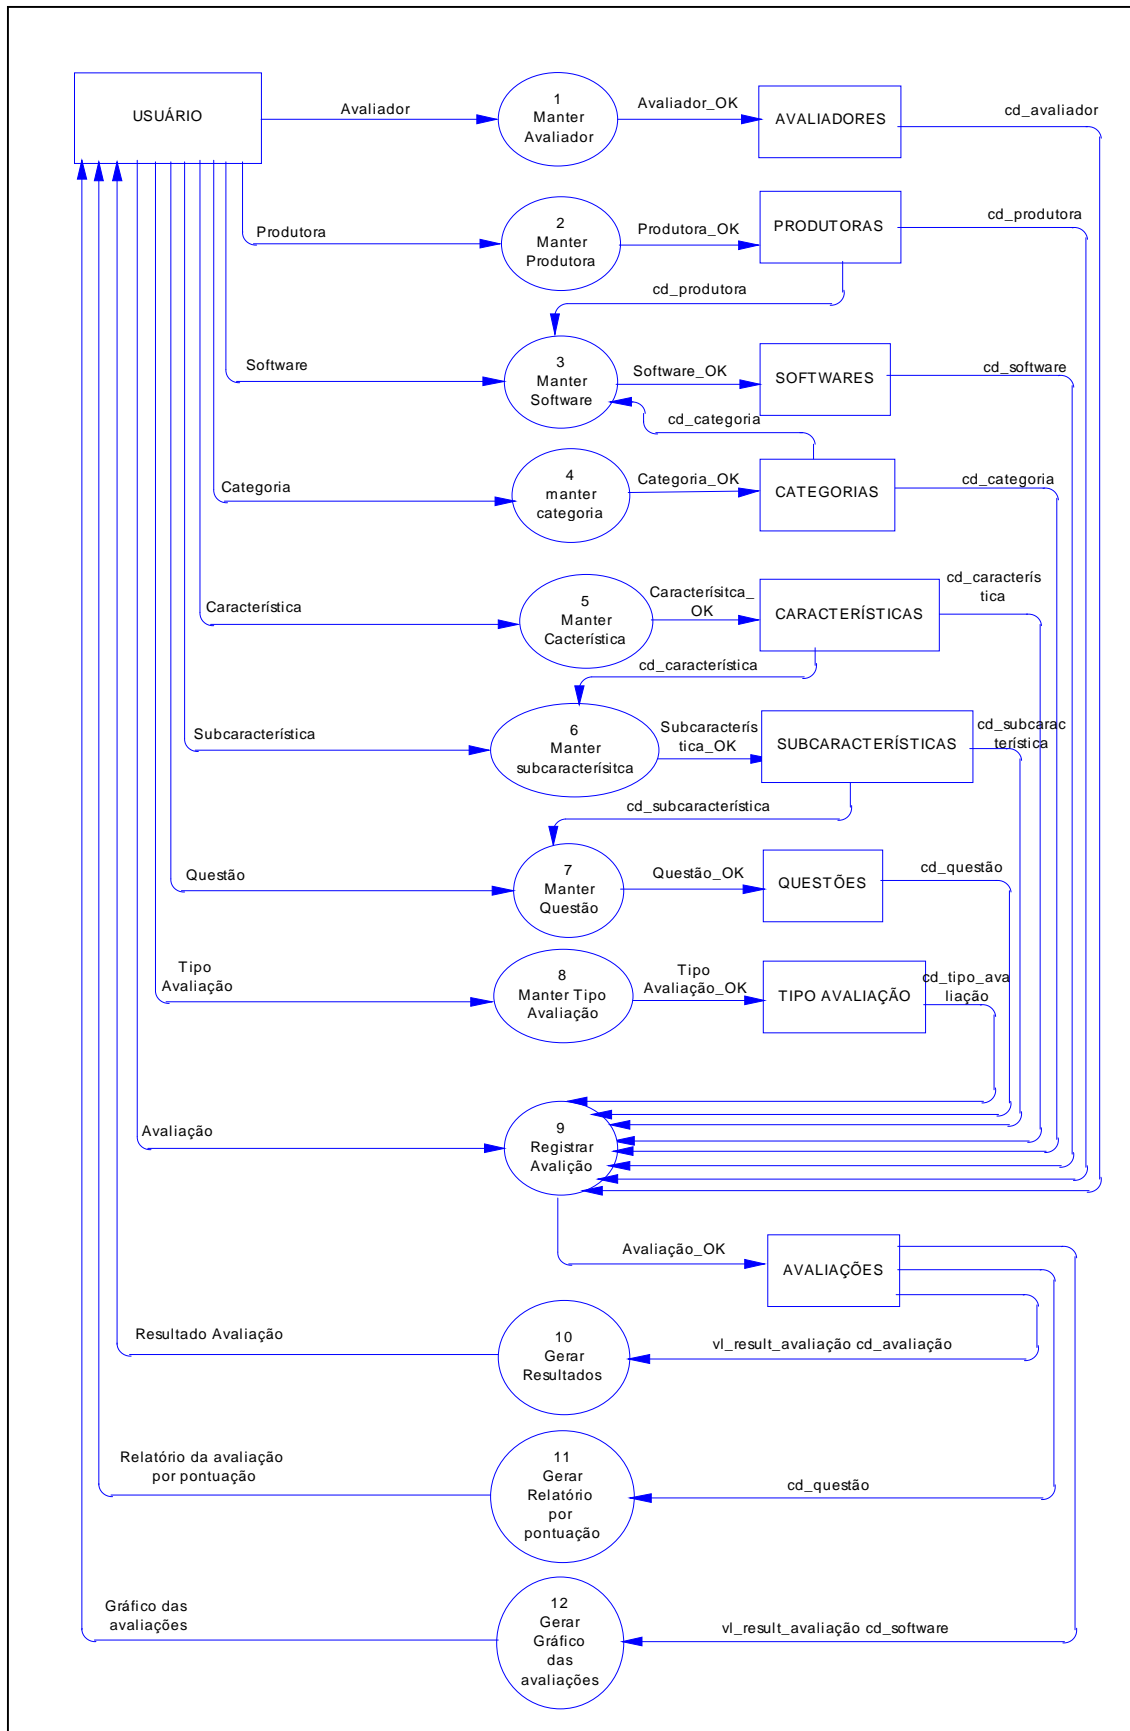 USUÁRIO
Avaliador
1
Manter
Avaliador
Avaliador_OK
AVALIADORES
cd_avaliador
Produtora
2
Manter
Produtora
Produtora_OK
PRODUTORAS
cd_produtora
cd_produtora
Software
3
Manter
Software
Software_OK
SOFTWARES
cd_software
cd_categoria
Categoria
4
manter
categoria
Categoria_OK
CATEGORIAS
cd_categoria
Característica
5
Manter
Cacterística
Caracterísitca_
OK
CARACTERÍSTICAS
cd_caracterís
tica
cd_característica
Subcaracterística
6
Manter
subcaracterísitca
Subcaracterís
tica_OK
SUBCARACTERÍSTICAS
cd_subcarac
terística
cd_subcaracterística
Questão
7
Manter
Questão
Questão_OK
QUESTÕES
cd_questão
Tipo
Avaliação
8
Manter Tipo
Avaliação
Tipo
Avaliação_OK
TIPO AVALIAÇÃO
cd_tipo_ava
liação
Avaliação
9
Registrar
Avalição
Avaliação_OK
AVALIAÇÕES
Resultado Avaliação
10
Gerar
Resultados
vl_result_avaliação cd_avaliação
Relatório da avaliação
por pontuação
11
Gerar
Relatório
por
pontuação
cd_questão
Gráfico das
avaliações
12
Gerar
Gráfico
das
avaliações
vl_result_avaliação cd_software